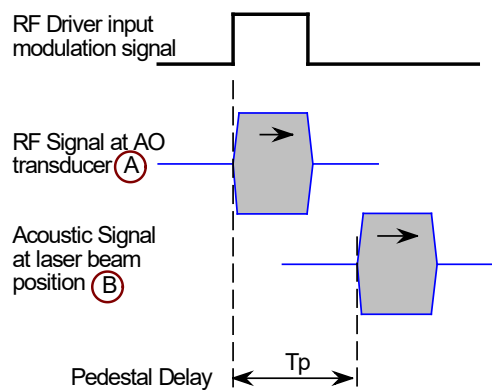 RF Driver input
modulation signal
RF Signal at AO
transducer A
Acoustic Signal
at laser beam
position B
Pedestal Delay
Tp